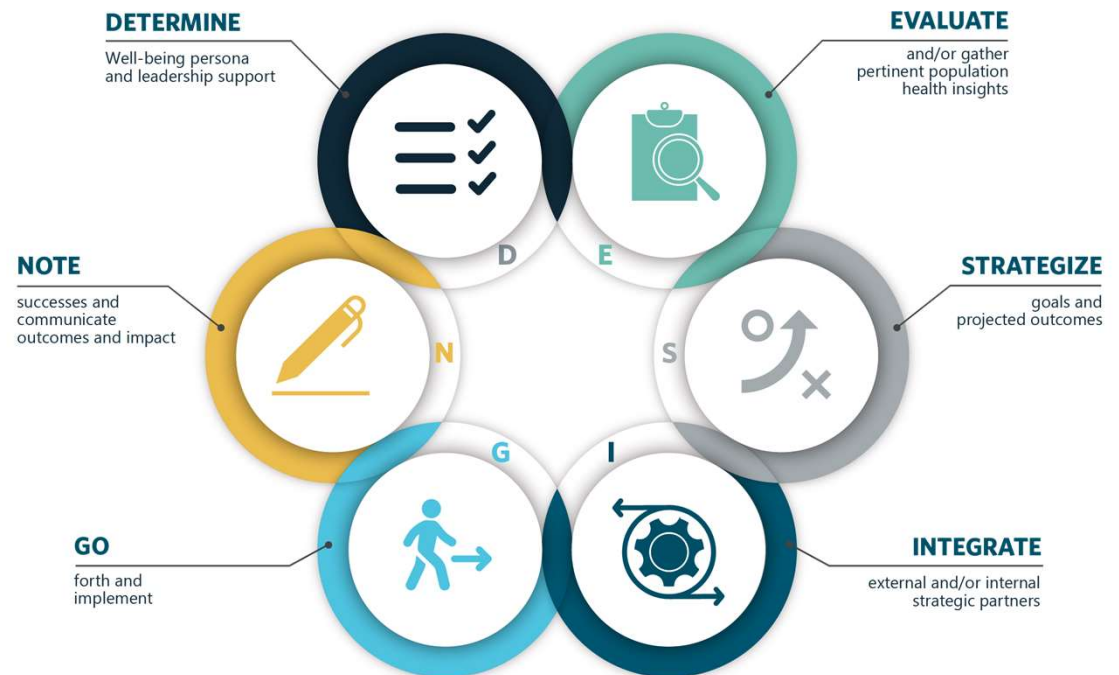 DETERMINE
Well-being persona
and leadership support
D
EVALUATE
and/or gather
pertinent population
health insights
E
STRATEGIZE
goals and
projected outcomes
S
INTEGRATE
external and/or internal
strategic partners
I
GO
forth and
implement
G
NOTE
successes and
communicate
outcomes and impact
N